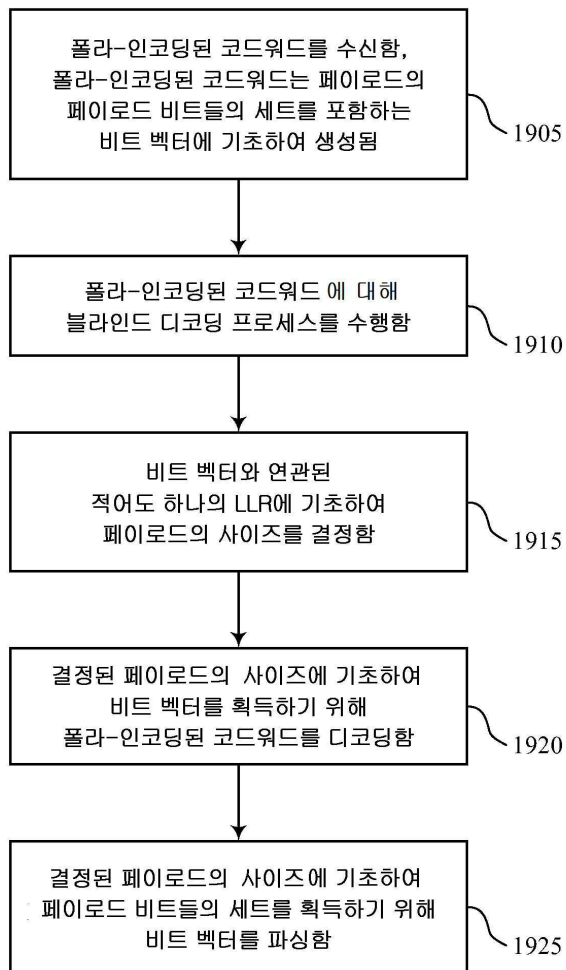 폴라-인코딩된 코드워드를 수신함,
폴라-인코딩된 코드워드는 페이로드의
페이로드 비트들의 세트를 포함하는
비트 벡터에 기초하여 생성됨
1905
폴라-인코딩된 코드워드에 대해
블라인드 디코딩 프로세스를 수행함
1910
비트 벡터와 연관된
적어도 하나의 LLR에 기초하여
페이로드의 사이즈를 결정함
1915
결정된 페이로드의 사이즈에 기초하여
비트 벡터를 획득하기 위해
폴라-인코딩된 코드워드를 디코딩함
1920
결정된 페이로드의 사이즈에 기초하여
페이로드 비트들의 세트를 획득하기 위해
비트 벡터를 파싱함
1925